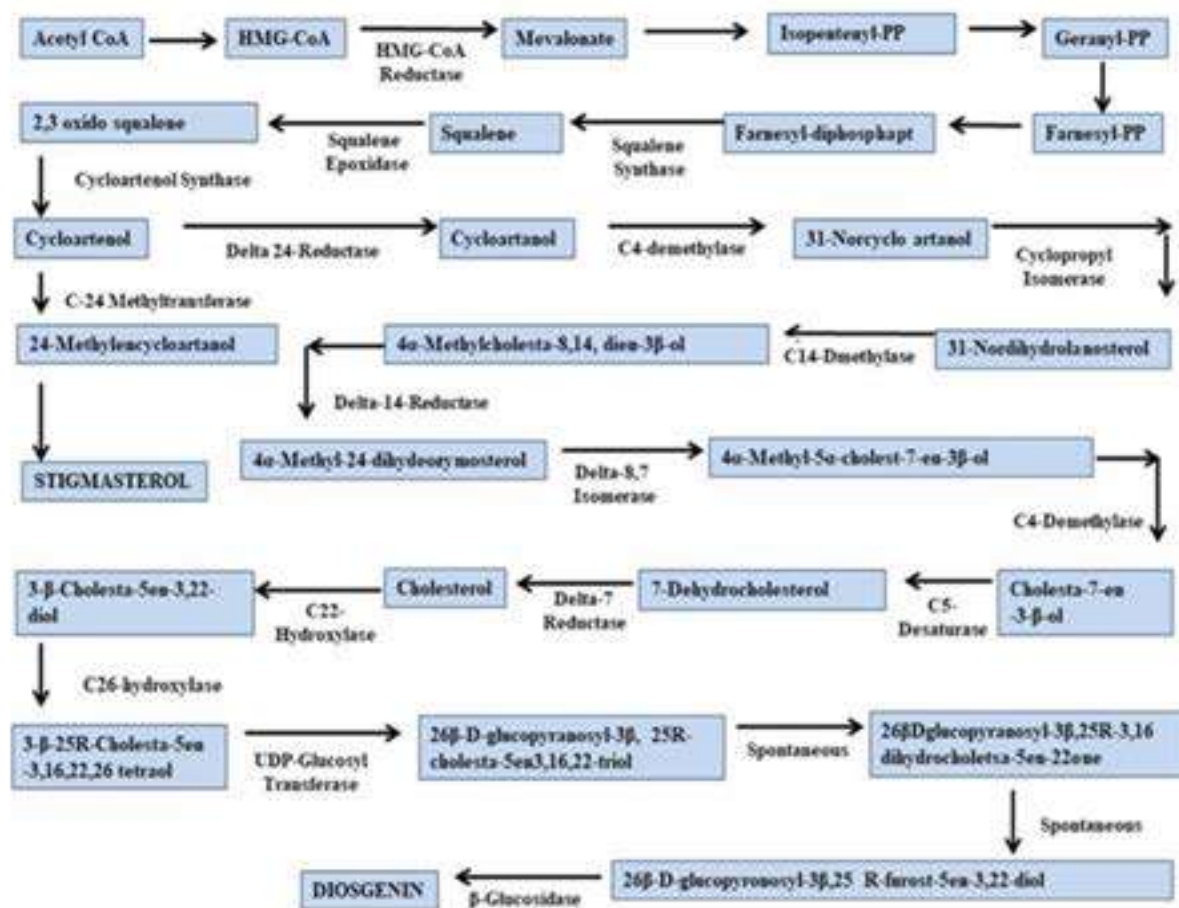 Acetyl CoA
HMG-CoA
HMG-CoA
Reductase
Mevalonate
Isopentenyl-PP
Geranyl-PP
2,3 oxido squalene
Squalene
Epoxidase
Squalene
Squalene
Synthase
Farnesyl-diphosphapt
Farnesyl-PP
Cycloartenol Synthase
Cycloartenol
Delta 24-Reductase
Cycloartanol
C4-demethylase
31-Norcyclo artanol
Cyclopropyl
Isomerase
C-24 Methyltransferase
24-Methylencycloartanol
4α-Methylcholesta-8,14, dien-3β-ol
C14-Dmethylase
31-Nordihydrolanosterol
Delta-14-Reductase
STIGMASTEROL
4α-Methyl-24-dihydeorymosterol
Delta-8,7
Isomerase
4α-Methyl-5α-cholest-7-en-3β-ol
C4-Demethylase
3-β-Cholesta-5en-3,22-
diol
C22-
Hydroxylase
Cholesterol
Delta-7
Reductase
7-Dehydrocholesterol
C5-
Desaturase
Cholesta-7-en
-3-β-ol
C26-hydroxylase
3-β-25R-Cholesta-5en
-3,16,22,26 tetraol
UDP-Glucosyl
Transferase
26β-D-glucopyranosyl-3β, 25R-
cholesta-5en3,16,22-triol
Spontaneous
26βDglucopyranosyl-3β,25R-3,16
dihydrocholetsa-5en-22one
Spontaneous
DIOSGENIN
β-Glucosidase
26β-D-glucopyronosyl-3β,25 R-furost-5en-3,22-diol